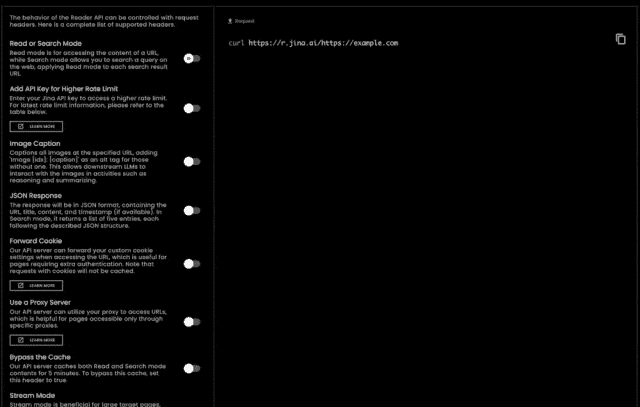 The behavior of the Reader API can be controlled with request
headers. Here is a complete list of supported headers.
Read or Search Mode
Read mode is for accessing the content of a URL,
while Search mode allows you to search a query on
the web, applying Read mode to each search result
URL.
Add API Key for Higher Rate Limit
Enter your Jina API key to access a higher rate limit.
For latest rate limit information, please refer to the
table below.
LEARN MORE
Image Caption
Captions all images at the specified URL, adding
'Image [idx]: [caption]' as an alt tag for those
without one. This allows downstream LLMs to
interact with the images in activities such as
reasoning and summarizing.
JSON Response
The response will be in JSON format, containing the
URL, title, content, and timestamp (if available). In
Search mode, it returns a list of five entries, each
following the described JSON structure.
Forward Cookie
Our API server can forward your custom cookie
settings when accessing the URL, which is useful for
pages requiring extra authentication. Note that
requests with cookies will not be cached.
LEARN MORE
Use a Proxy Server
Our API server can utilize your proxy to access URLs,
which is helpful for pages accessible only through
specific proxies.
LEARN MORE
Bypass the Cache
Our API server caches both Read and Search mode
contents for 5 minutes. To bypass this cache, set
this header to true.
Stream Mode
Stream mode is beneficial for large target pages,
Request
curl https://r.jina.ai/https://example.com